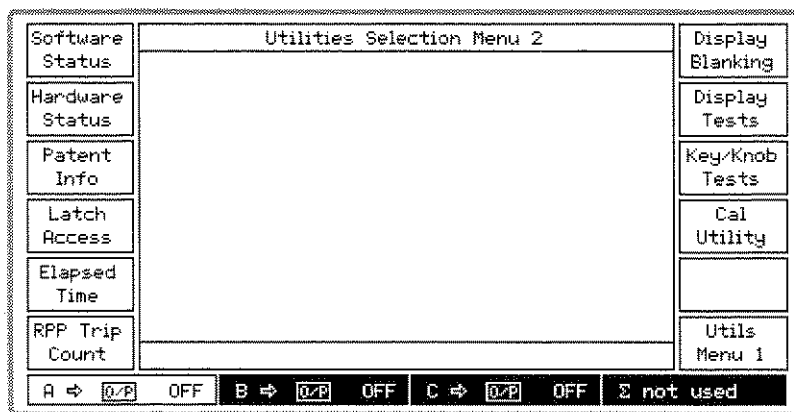 Utilities Selection Menu 2
Software
Status
Hardware
Status
Patent
Info
Latch
Access
Elapsed
Time
RPP Trip
Count
Display
Blanking
Display
Tests
Key/Knob
Tests
Cal
Utility
Utils
Menu 1
A ⇨ O/P OFF B ⇨ O/P OFF C ⇨ O/P OFF Σ not used